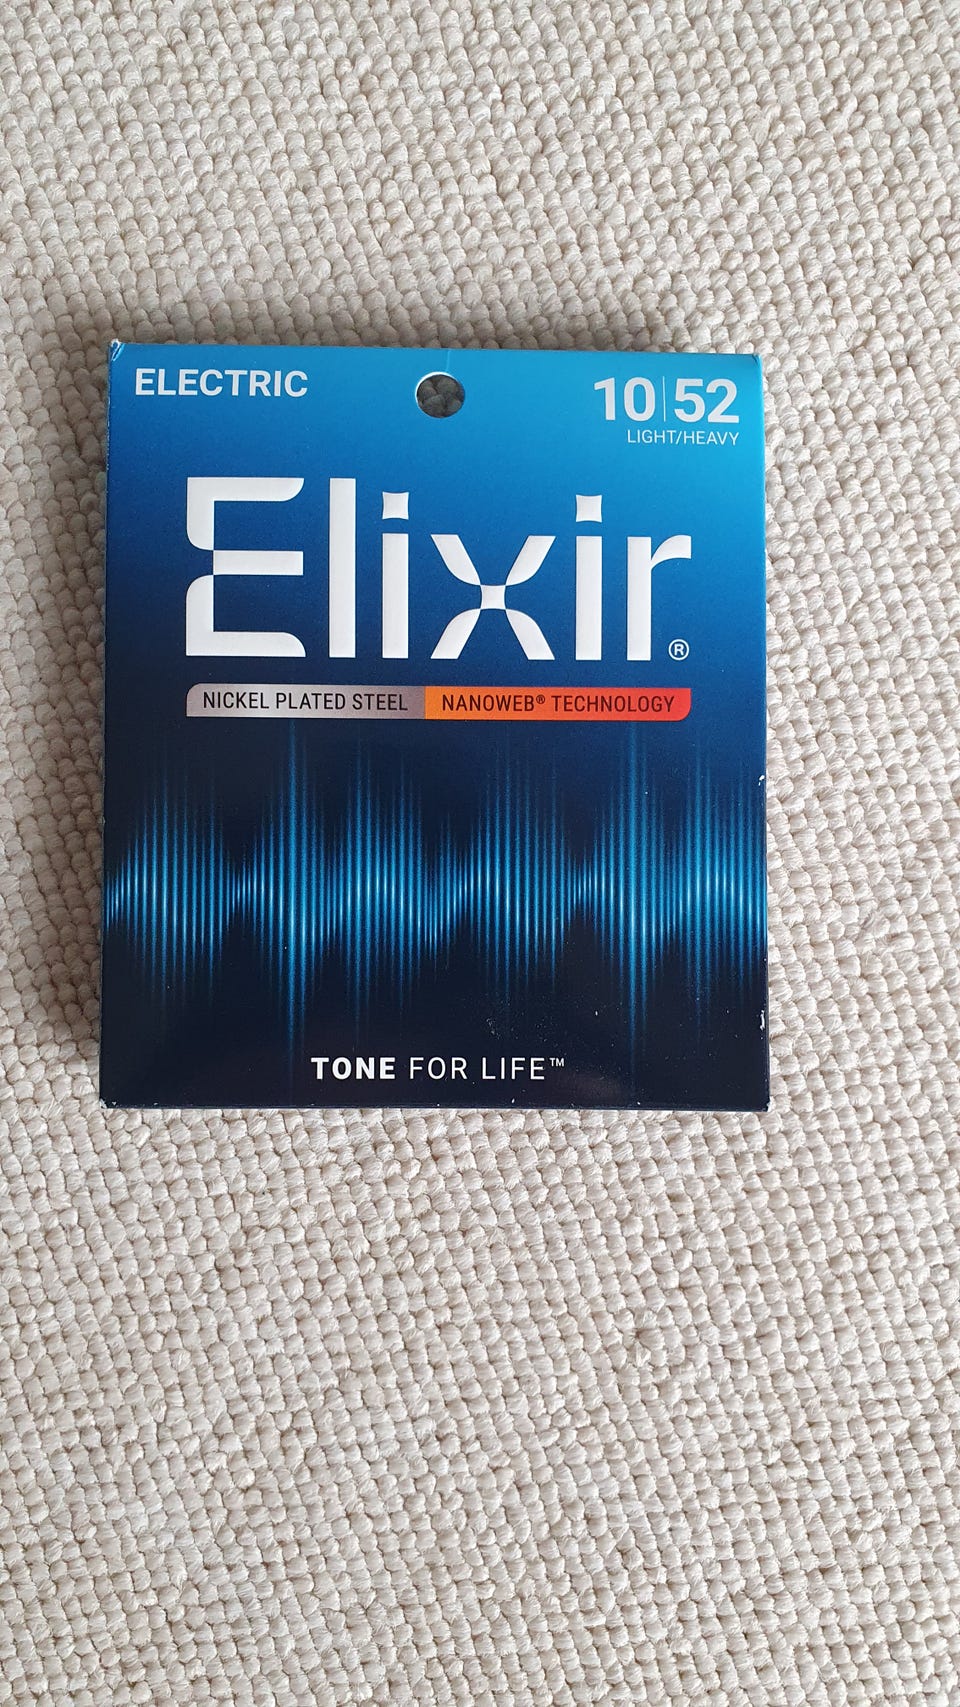 ELECTRIC
10|52
LIGHT/HEAVY
Elixir®
NICKEL PLATED STEEL NANOWEB® TECHNOLOGY
TONE FOR LIFE™